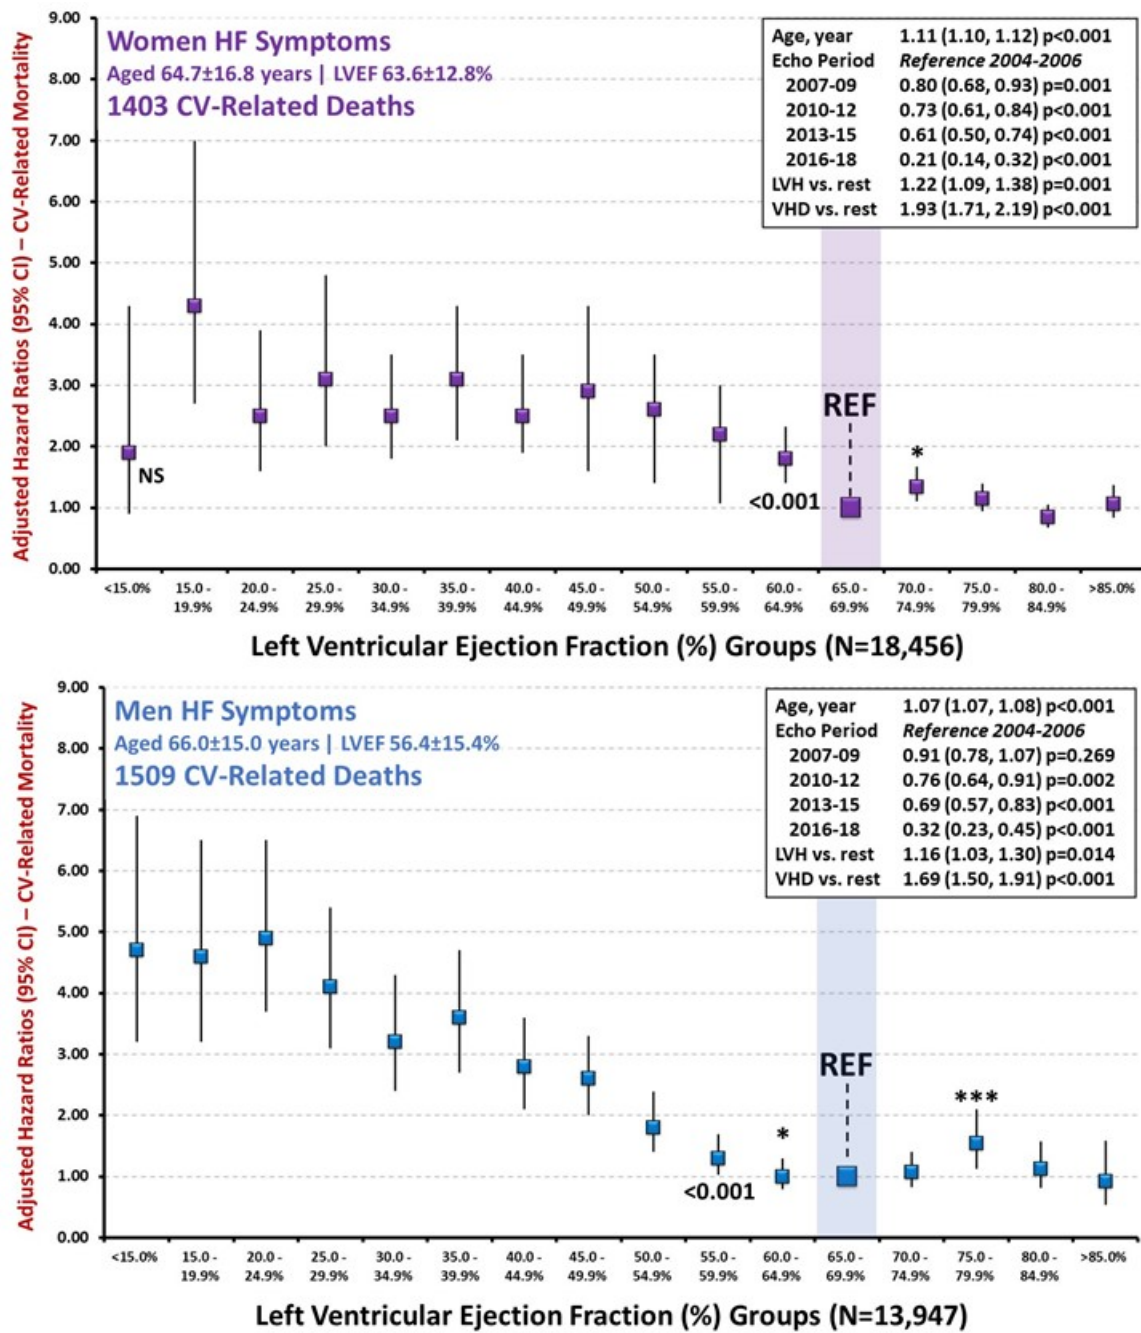 Adjusted Hazard Ratios (95% CI) – CV-Related Mortality
9.00
8.00
7.00
6.00
5.00
4.00
3.00
2.00
1.00
0.00
Women HF Symptoms
Aged 64.7±16.8 years | LVEF 63.6±12.8%
1403 CV-Related Deaths
Age, year 1.11 (1.10, 1.12) p<0.001
Echo Period Reference 2004-2006
2007-09 0.80 (0.68, 0.93) p=0.001
2010-12 0.73 (0.61, 0.84) p<0.001
2013-15 0.61 (0.50, 0.74) p<0.001
2016-18 0.21 (0.14, 0.32) p<0.001
LVH vs. rest 1.22 (1.09, 1.38) p=0.001
VHD vs. rest 1.93 (1.71, 2.19) p<0.001
REF
*
NS
<0.001
<15.0% 15.0 - 20.0 - 25.0 - 30.0 - 35.0 - 40.0 - 45.0 - 50.0 - 55.0 - 60.0 - 65.0 - 70.0 - 75.0 - 80.0 - >85.0%
19.9% 24.9% 29.9% 34.9% 39.9% 44.9% 49.9% 54.9% 59.9% 64.9% 69.9% 74.9% 79.9% 84.9%
Left Ventricular Ejection Fraction (%) Groups (N=18,456)
Adjusted Hazard Ratios (95% CI) – CV-Related Mortality
9.00
8.00
7.00
6.00
5.00
4.00
3.00
2.00
1.00
0.00
Men HF Symptoms
Aged 66.0±15.0 years | LVEF 56.4±15.4%
1509 CV-Related Deaths
Age, year 1.07 (1.07, 1.08) p<0.001
Echo Period Reference 2004-2006
2007-09 0.91 (0.78, 1.07) p=0.269
2010-12 0.76 (0.64, 0.91) p=0.002
2013-15 0.69 (0.57, 0.83) p<0.001
2016-18 0.32 (0.23, 0.45) p<0.001
LVH vs. rest 1.16 (1.03, 1.30) p=0.014
VHD vs. rest 1.69 (1.50, 1.91) p<0.001
REF
***
*
<0.001
<15.0% 15.0 - 20.0 - 25.0 - 30.0 - 35.0 - 40.0 - 45.0 - 50.0 - 55.0 - 60.0 - 65.0 - 70.0 - 75.0 - 80.0 - >85.0%
19.9% 24.9% 29.9% 34.9% 39.9% 44.9% 49.9% 54.9% 59.9% 64.9% 69.9% 74.9% 79.9% 84.9%
Left Ventricular Ejection Fraction (%) Groups (N=13,947)